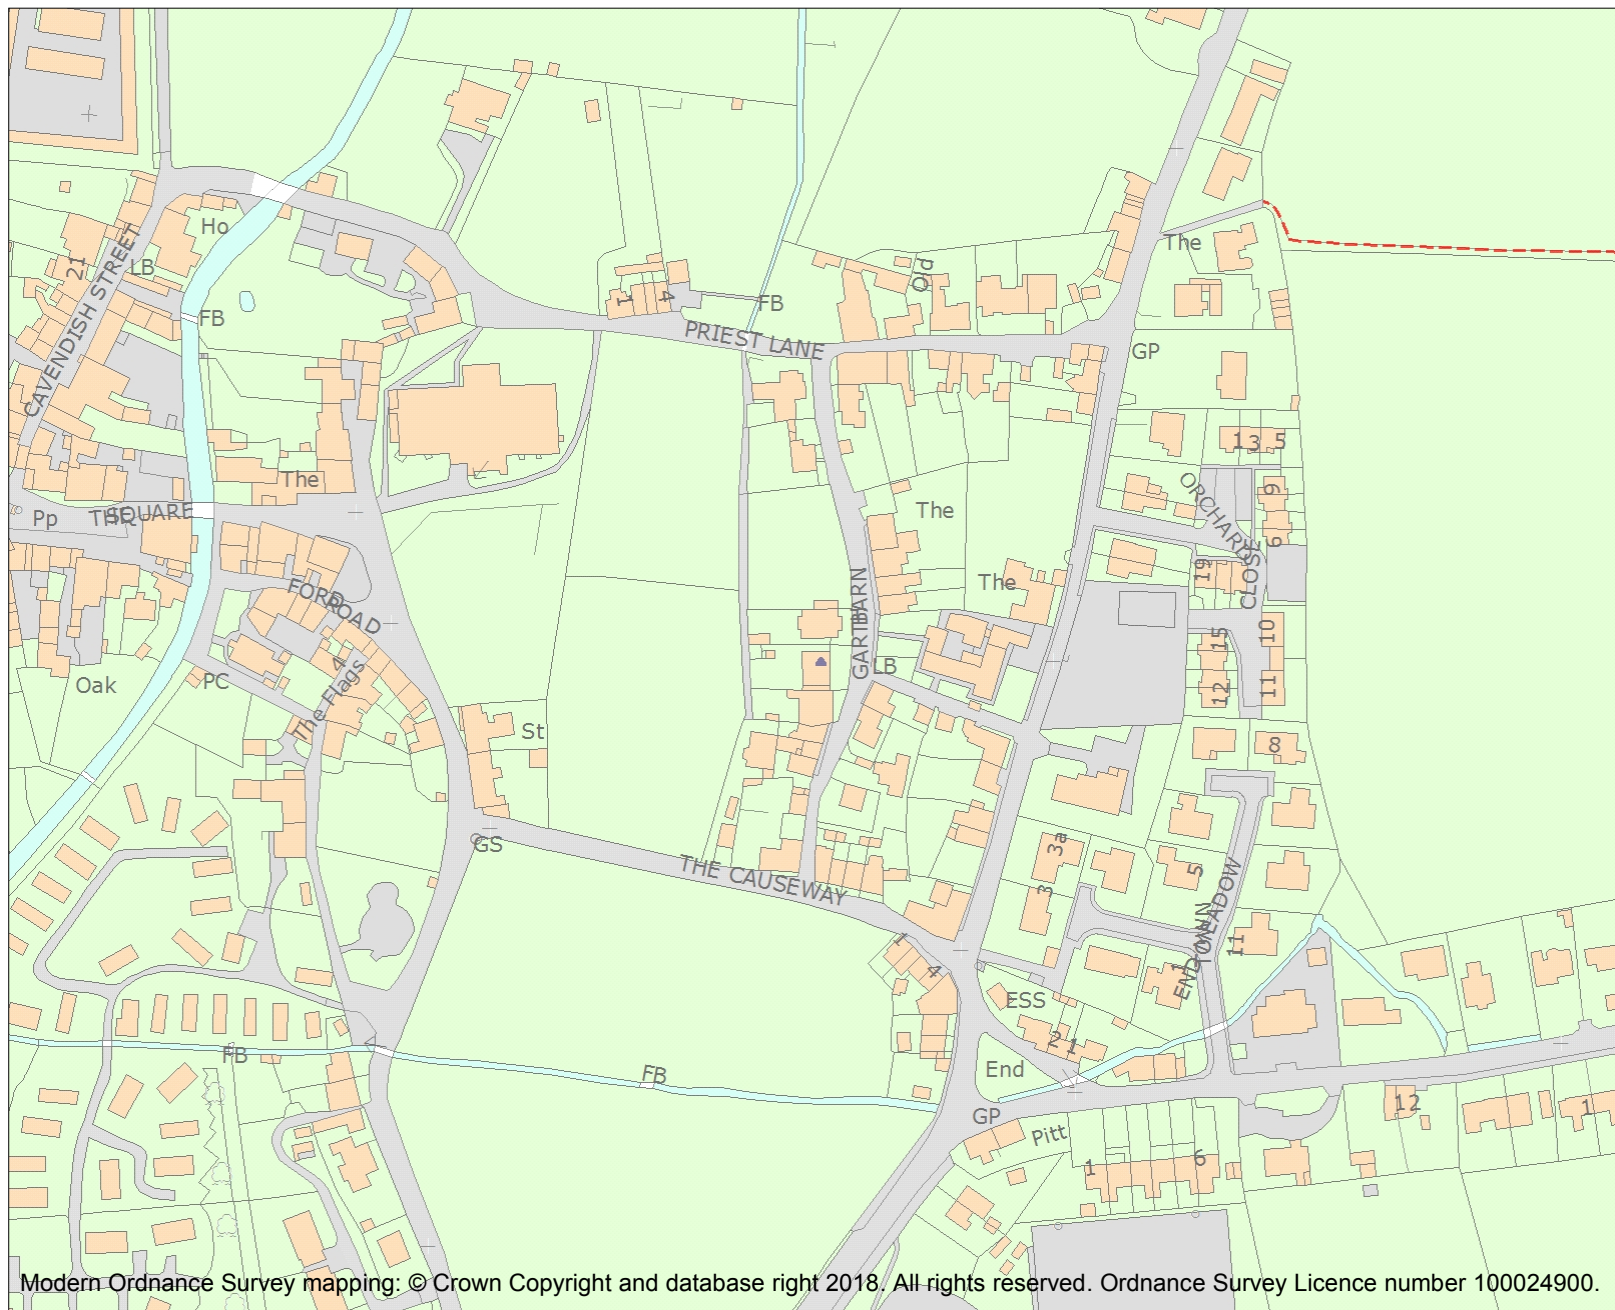 Ho
The
21
LB
CAVENDISH STREET
FB
1
4
FB
Old
PRIEST LANE
GP
1 3 5
The
ORCHARD
CLOSE
9
6
Pp
THE
SQUARE
The
The
FORD
ROAD
19
GARTH
BARN
LB
15
10
12
11
Oak
PC
4
The Flags
St
8
GS
THE CAUSEWAY
3a
3
5
TOWN
END
MEADOW
11
1
1
4
ESS
2
1
FB
FB
End
GP
Pitt
12
1
1
6
Modern Ordnance Survey mapping: © Crown Copyright and database right 2018. All rights reserved. Ordnance Survey Licence number 100024900.